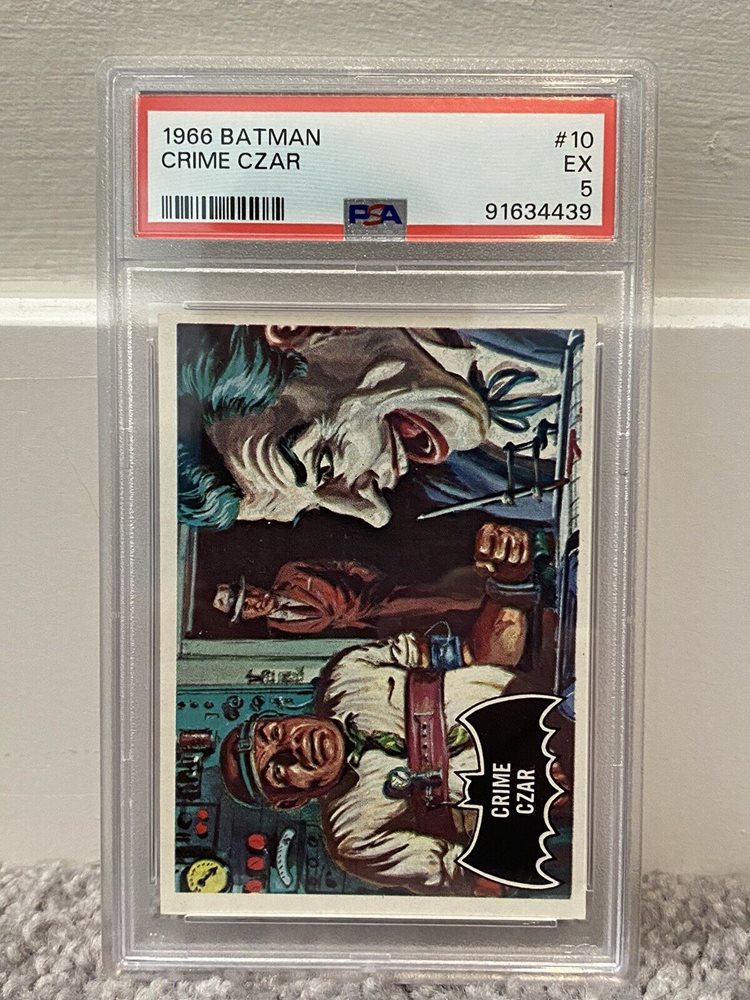 1966 BATMAN #10
CRIME CZAR EX
5
PSA 91634439
CRIME
CZAR